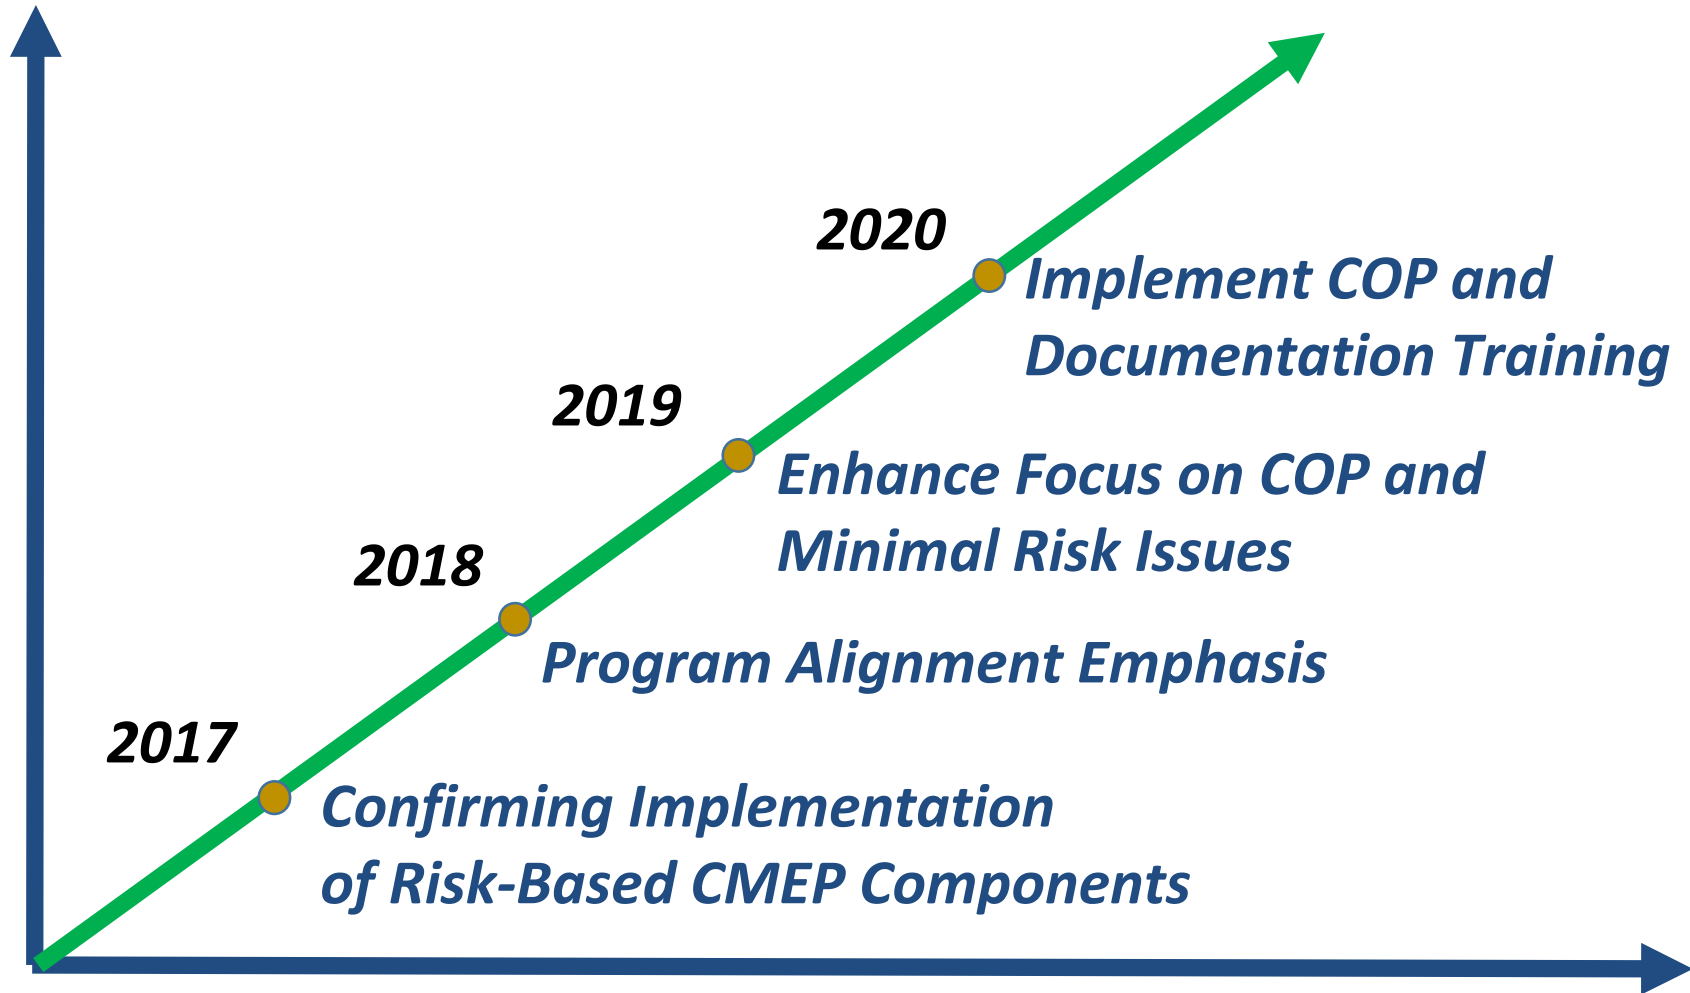 2020
Implement COP and
Documentation Training
2019
Enhance Focus on COP and
Minimal Risk Issues
2018
Program Alignment Emphasis
2017
Confirming Implementation
of Risk-Based CMEP Components